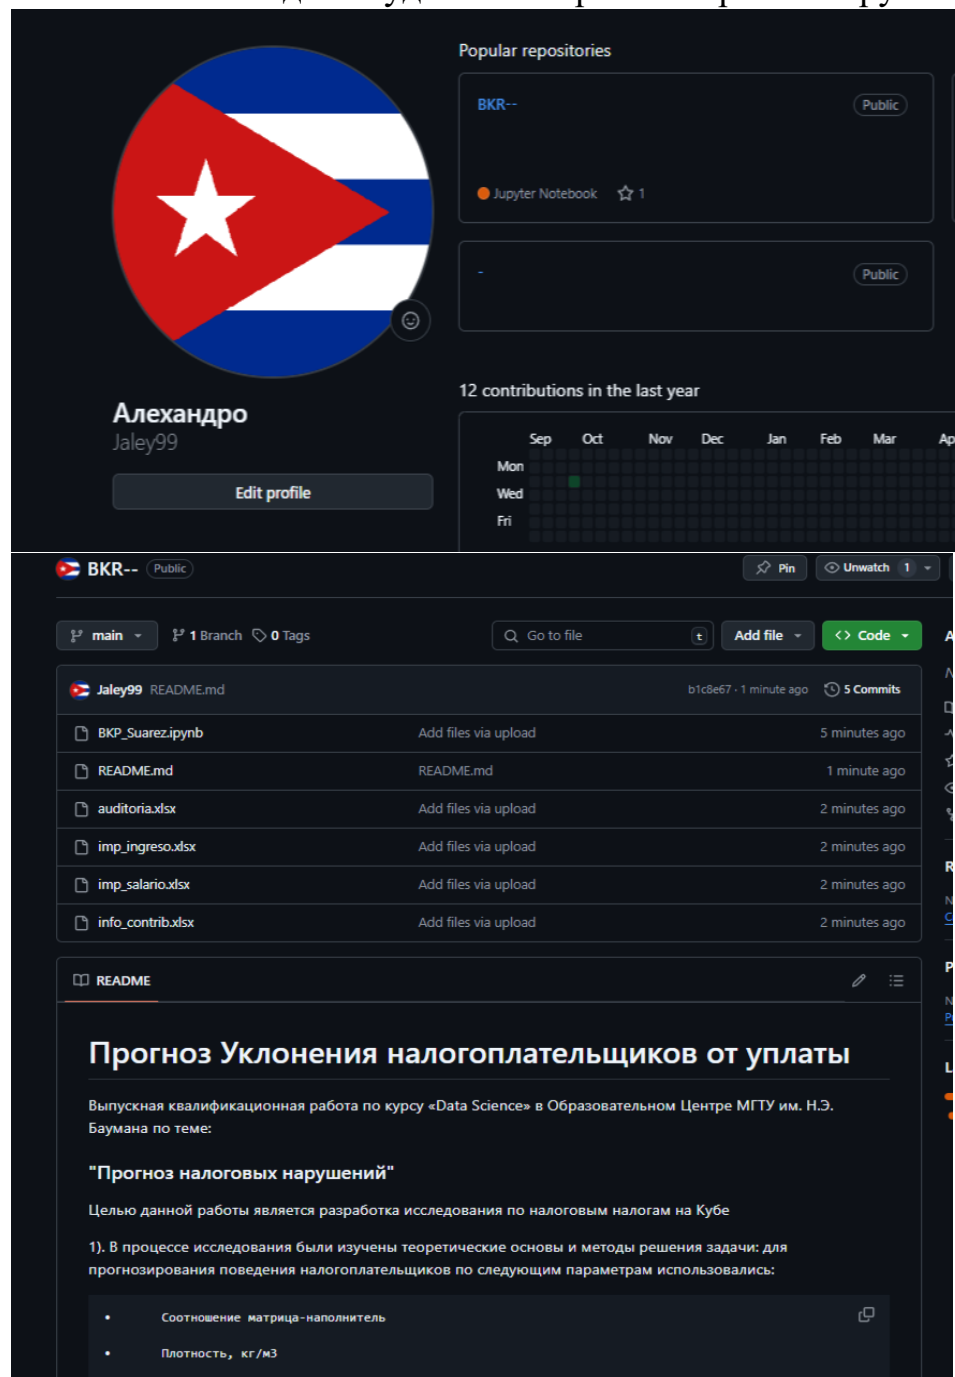 Popular repositories
BKR--
Public
Jupyter Notebook
1
-
Public
12 contributions in the last year
Sep Oct Nov Dec Jan Feb Mar
Mon
Wed
Fri
Алехандро
Jaley99
Edit profile
BKR-- Public
Pin
Unwatch 1
main
1 Branch
0 Tags
Go to file
t
Add file
<> Code
Jaley99 README.md
b1c8e67 · 1 minute ago
5 Commits
BKP_Suarez.ipynb Add files via upload 5 minutes ago
README.md README.md 1 minute ago
auditoria.xlsx Add files via upload 2 minutes ago
imp_ingreso.xlsx Add files via upload 2 minutes ago
imp_salario.xlsx Add files via upload 2 minutes ago
info_contrib.xlsx Add files via upload 2 minutes ago
README
Прогноз Уклонения налогоплательщиков от уплаты
Выпускная квалификационная работа по курсу «Data Science» в Образовательном Центре МГТУ им. Н.Э.
Баумана по теме:
"Прогноз налоговых нарушений"
Целью данной работы является разработка исследования по налоговым налогам на Кубе
1). В процессе исследования были изучены теоретические основы и методы решения задачи: для
прогнозирования поведения налогоплательщиков по следующим параметрам использовались:
• Соотношение матрица-наполнитель
• Плотность, кг/м3